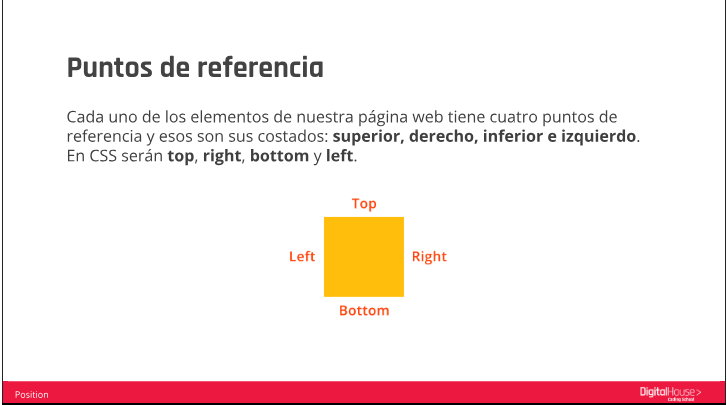 Puntos de referencia
Cada uno de los elementos de nuestra página web tiene cuatro puntos de
referencia y esos son sus costados: superior, derecho, inferior e izquierdo.
En CSS serán top, right, bottom y left.
Top
Left
Right
Bottom
Position
DigitalHouse>
Coding School